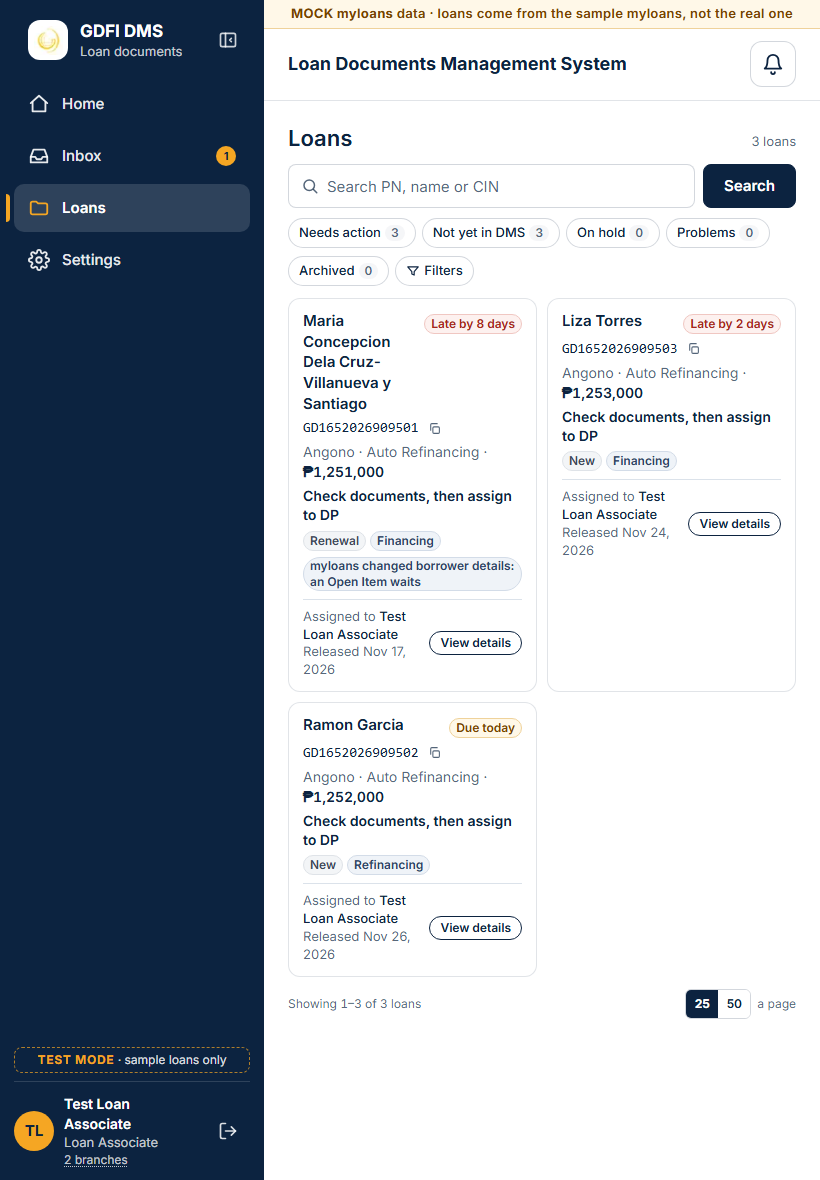 GDFI DMS
Loan documents
Home
Inbox 1
Loans
Settings
TEST MODE · sample loans only
TL
Test Loan
Associate
Loan Associate
2 branches
MOCK myloans data · loans come from the sample myloans, not the real one
Loan Documents Management System
Loans
3 loans
Search PN, name or CIN
Search
Needs action 3
Not yet in DMS 3
On hold 0
Problems 0
Archived 0
Filters
Maria
Concepcion
Dela Cruz-
Villanueva y
Santiago
Late by 8 days
GD1652026909501
Angono · Auto Refinancing ·
₱1,251,000
Check documents, then assign
to DP
Renewal
Financing
myloans changed borrower details:
an Open Item waits
Assigned to Test
Loan Associate
Released Nov 17,
2026
View details
Liza Torres
Late by 2 days
GD1652026909503
Angono · Auto Refinancing ·
₱1,253,000
Check documents, then assign
to DP
New
Financing
Assigned to Test
Loan Associate
Released Nov 24,
2026
View details
Ramon Garcia
Due today
GD1652026909502
Angono · Auto Refinancing ·
₱1,252,000
Check documents, then assign
to DP
New
Refinancing
Assigned to Test
Loan Associate
Released Nov 26,
2026
View details
Showing 1–3 of 3 loans
25 50 a page